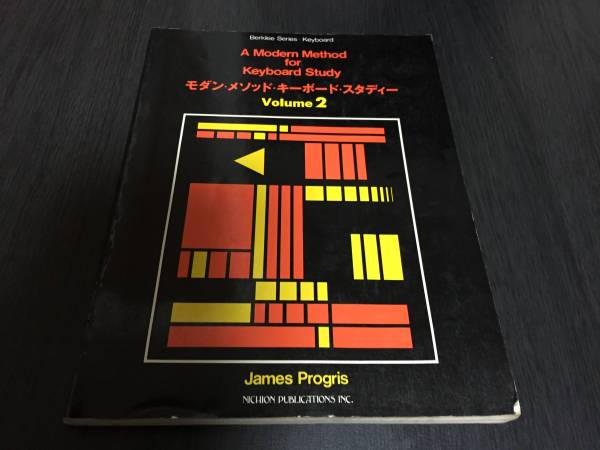 Berklee Series · Keyboard
A Modern Method
for
Keyboard Study
モダン・メソッド・キーボード・スタディー
Volume 2
James Progris
NICHION PUBLICATIONS INC.